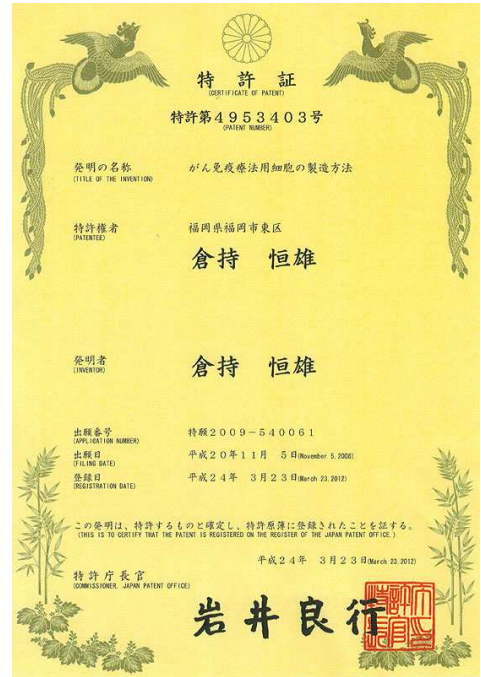 特許証
(CERTIFICATE OF PATENT)
特許第4953403号
(PATENT NUMBER)
発明の名称 がん免疫療法用細胞の製造方法
(TITLE OF THE INVENTION)
特許権者 福岡県福岡市東区
(PATENTEE)
倉持 恒雄
発明者 倉持 恒雄
(INVENTOR)
出願番号 特願2009-540061
(APPLICATION NUMBER)
出願日 平成20年11月 5日(November 5, 2008)
(FILING DATE)
登録日 平成24年 3月23日(March 23, 2012)
(REGISTRATION DATE)
この発明は、特許するものと確定し、特許原簿に登録されたことを証する。
(THIS IS TO CERTIFY THAT THE PATENT IS REGISTERED ON THE REGISTER OF THE JAPAN PATENT OFFICE.)
平成24年 3月23日(March 23, 2012)
特許庁長官
(COMMISSIONER, JAPAN PATENT OFFICE)
岩井良行